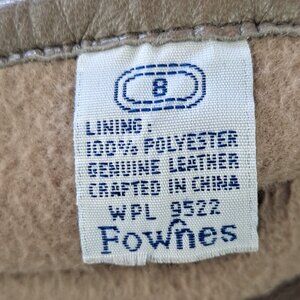 8
LINING:
100% POLYESTER
GENUINE LEATHER
CRAFTED IN CHINA
WPL 9522
Fownes